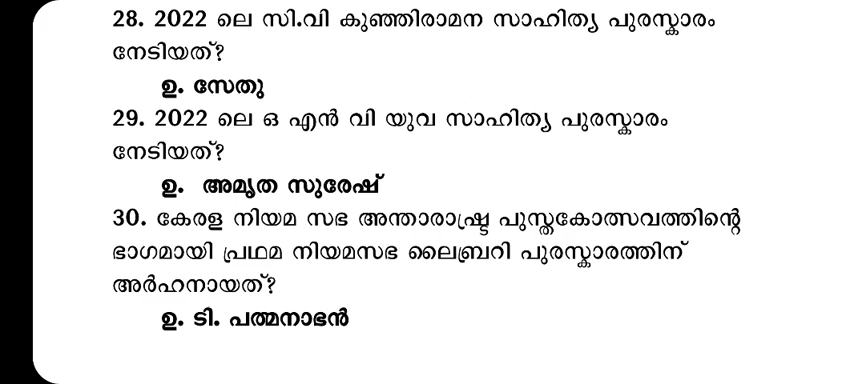 28. 2022 ലെ സി.വി കുഞ്ഞിരാമന സാഹിത്യ പുരസ്കാരം
നേടിയത്?
ഉ. സേതു
29. 2022 ലെ ഒ എൻ വി യുവ സാഹിത്യ പുരസ്കാരം
നേടിയത്?
ഉ. അമൃത സുരേഷ്
30. കേരള നിയമ സഭ അന്താരാഷ്ട്ര പുസ്തകോത്സവത്തിന്റെ
ഭാഗമായി പ്രഥമ നിയമസഭ ലൈബ്രറി പുരസ്കാരത്തിന്
അർഹനായത്?
ഉ. ടി. പത്മനാഭൻ